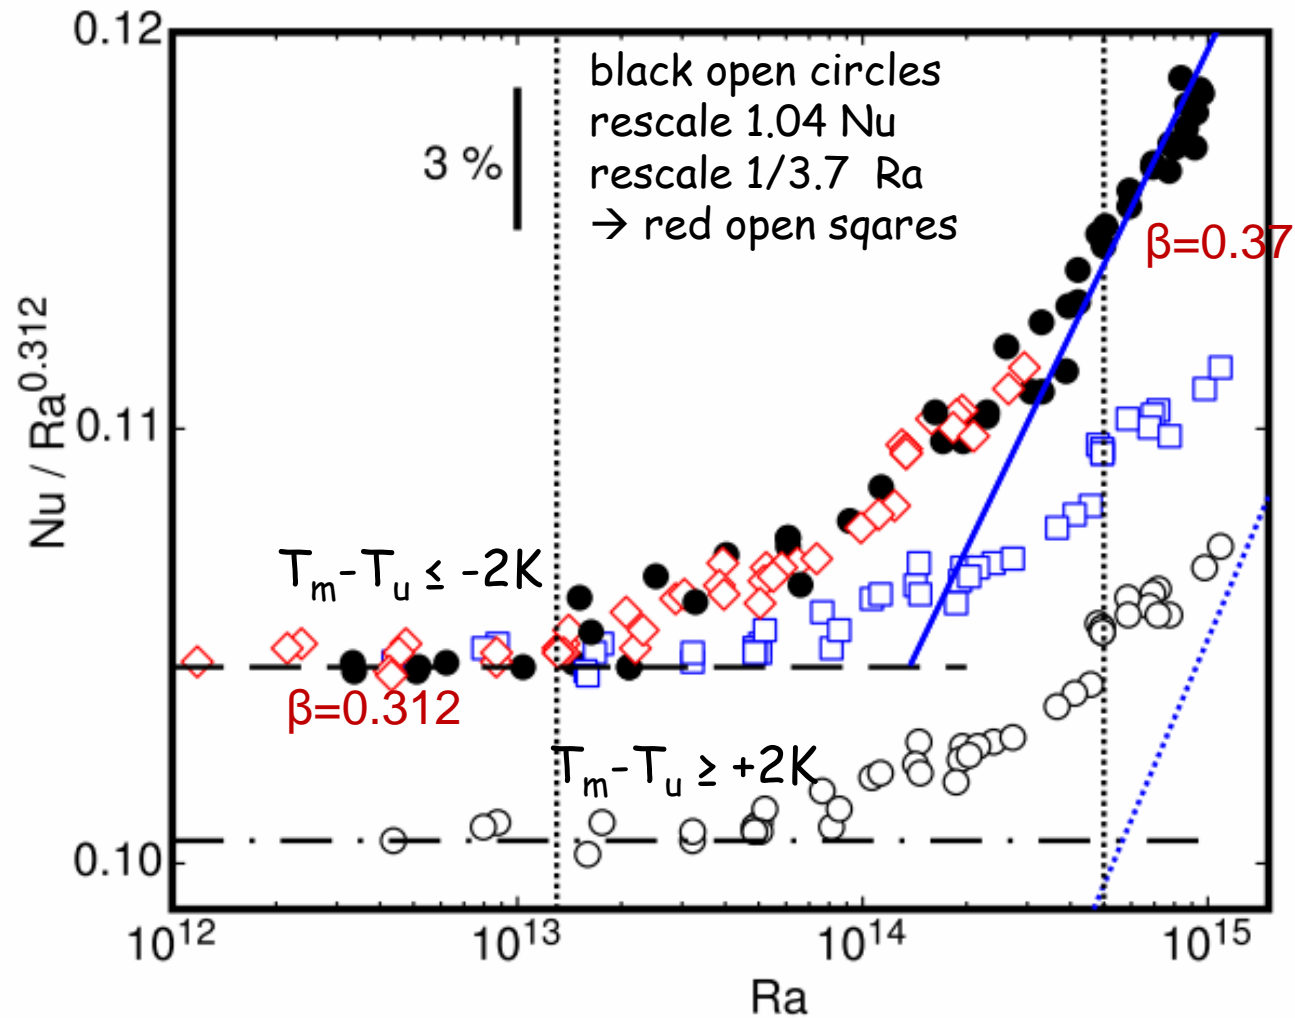 0.12
black open circles
rescale 1.04 Nu
rescale 1/3.7 Ra
→ red open sqares
3 %
β=0.37
Nu / Ra^0.312
0.11
T_m-T_u ≤ -2K
β=0.312
T_m-T_u ≥ +2K
0.10
10^12 10^13 10^14 10^15
Ra